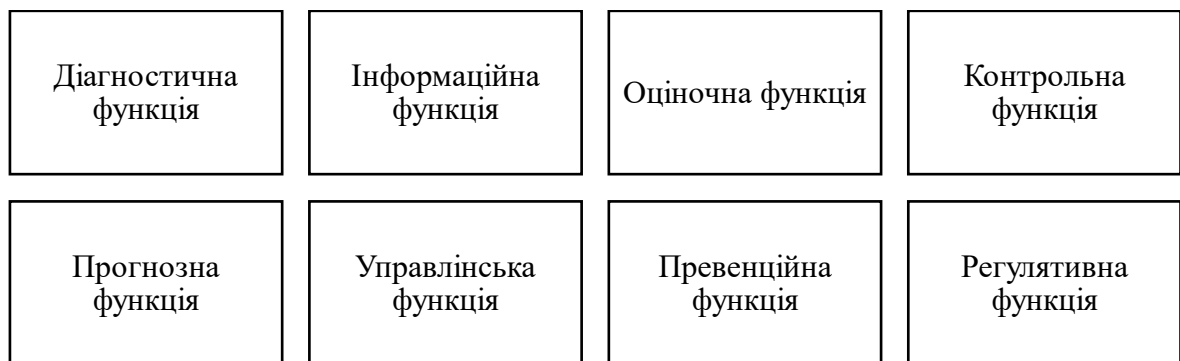 Діагностична
функція
Інформаційна
функція
Оціночна функція
Контрольна
функція
Прогнозна
функція
Управлінська
функція
Превенційна
функція
Регулятивна
функція